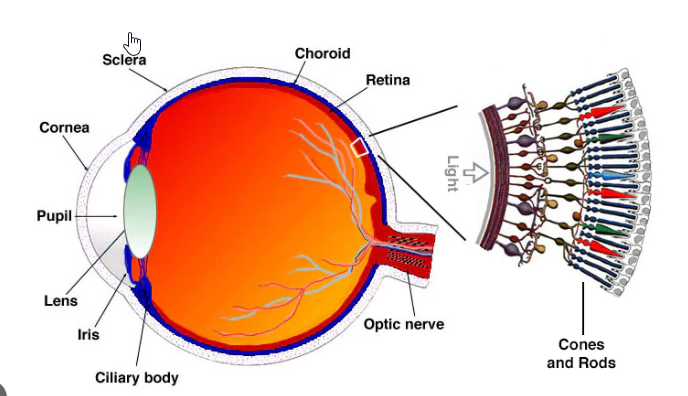 Sclera
Choroid
Retina
Cornea
Pupil
Light
Lens
Iris
Optic nerve
Ciliary body
Cones
and Rods